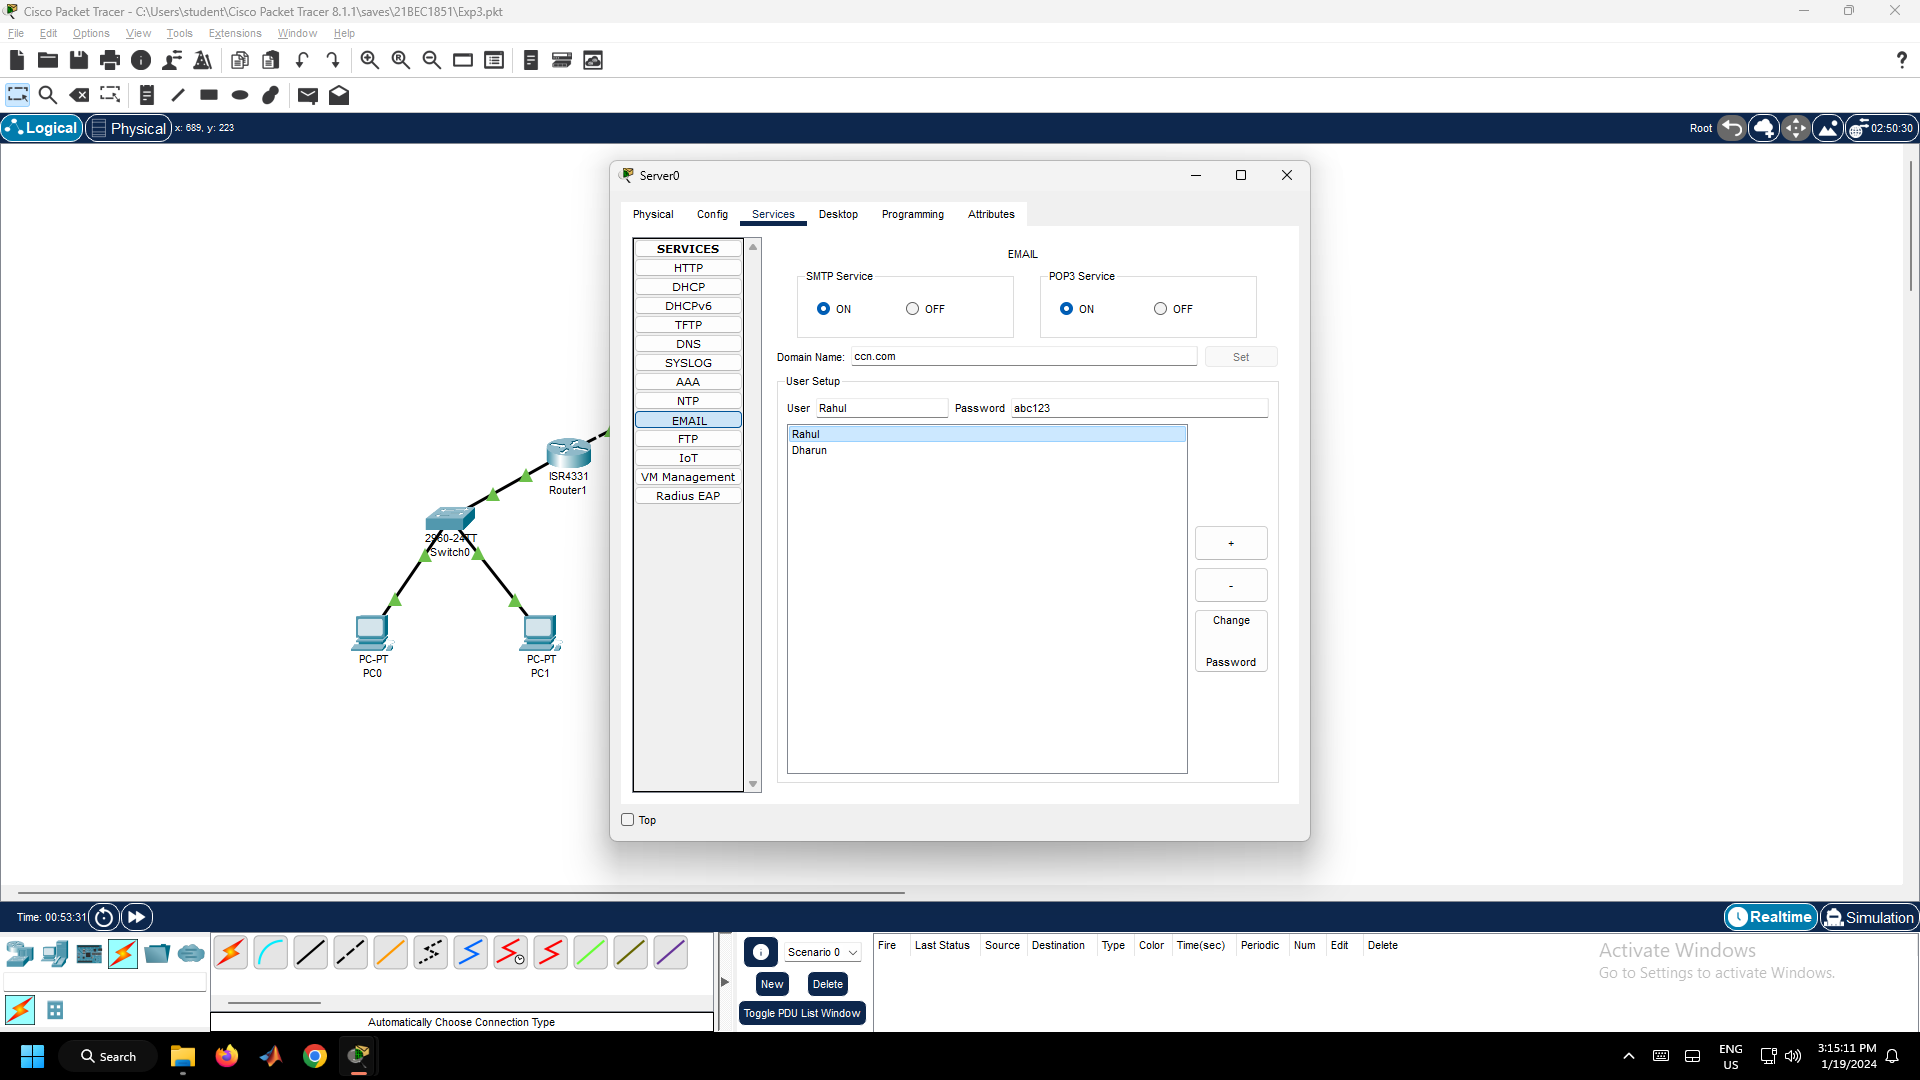 Cisco Packet Tracer - C:\Users\student\Cisco Packet Tracer 8.1.1\saves\21BEC1851\Exp3.pkt
File Edit Options View Tools Extensions Window Help
?
Logical Physical x: 689, y: 223 Root 02:50:30
Server0
Physical Config Services Desktop Programming Attributes
SERVICES
HTTP
DHCP
DHCPv6
TFTP
DNS
SYSLOG
AAA
NTP
EMAIL
FTP
IoT
VM Management
Radius EAP
EMAIL
SMTP Service POP3 Service
ON OFF ON OFF
Domain Name: ccn.com Set
User Setup
User Rahul Password abc123
Rahul
Dharun
+
-
Change
Password
Top
ISR4331
Router1
2960-24TT
Switch0
PC-PT
PC0
PC-PT
PC1
Time: 00:53:31 Realtime Simulation
Automatically Choose Connection Type
Scenario 0
New Delete
Toggle PDU List Window
Fire Last Status Source Destination Type Color Time(sec) Periodic Num Edit Delete
Activate Windows
Go to Settings to activate Windows.
Search
ENG
US
3:15:11 PM
1/19/2024